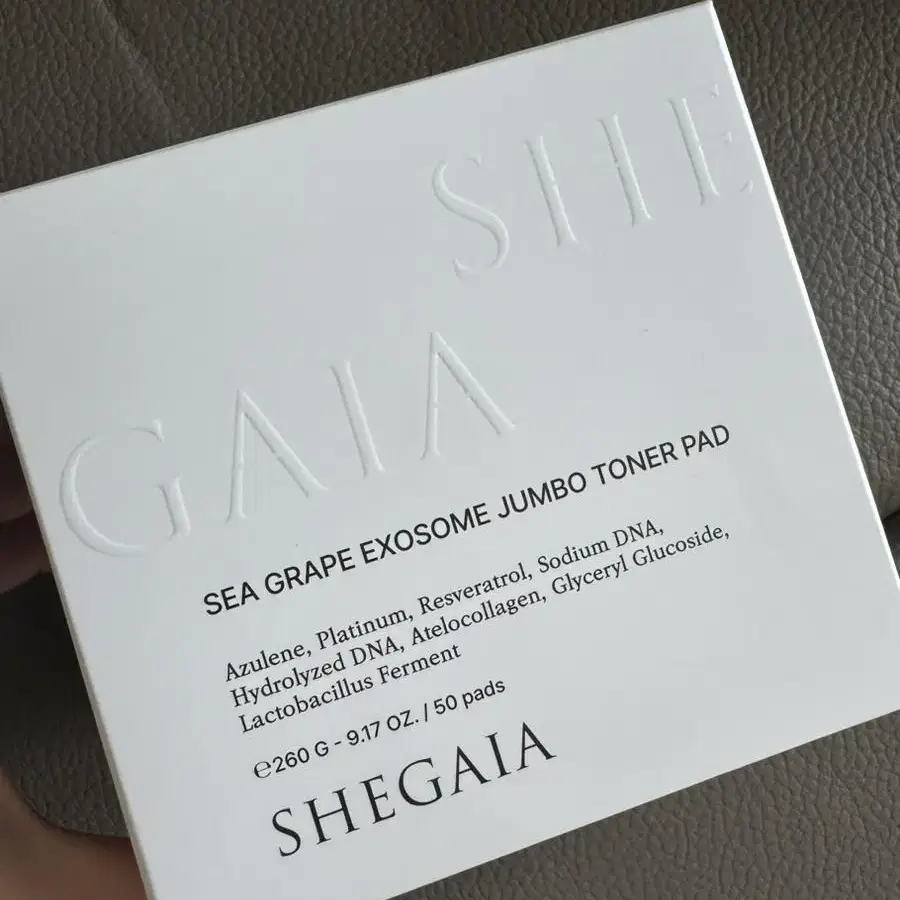 SHE
GAIA
SEA GRAPE EXOSOME JUMBO TONER PAD
Azulene, Platinum, Resveratrol, Sodium DNA,
Hydrolyzed DNA, Atelocollagen, Glyceryl Glucoside,
Lactobacillus Ferment
℮260 G - 9.17 OZ. / 50 pads
SHEGAIA